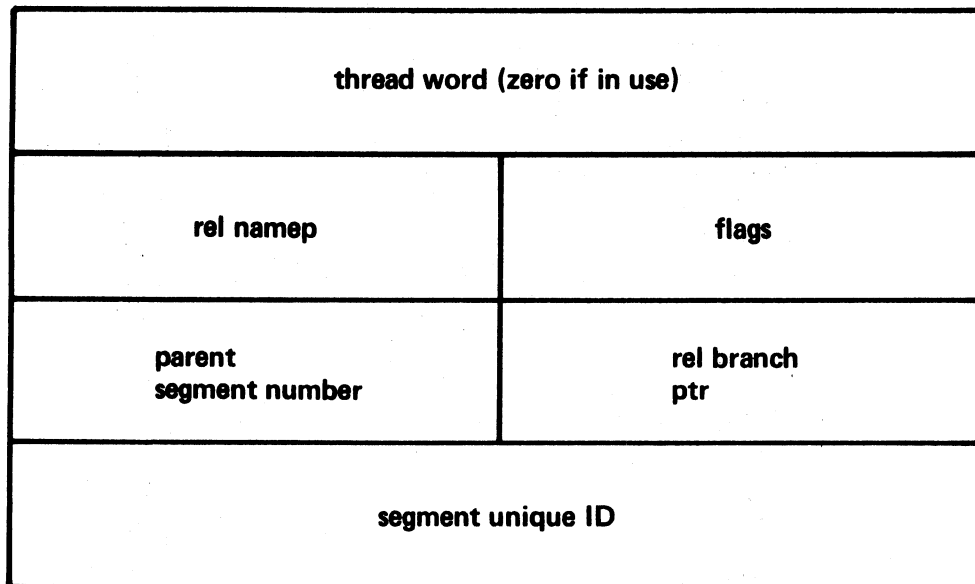 thread word (zero if in use)
rel namep
flags
parent
segment number
rel branch
ptr
segment unique ID